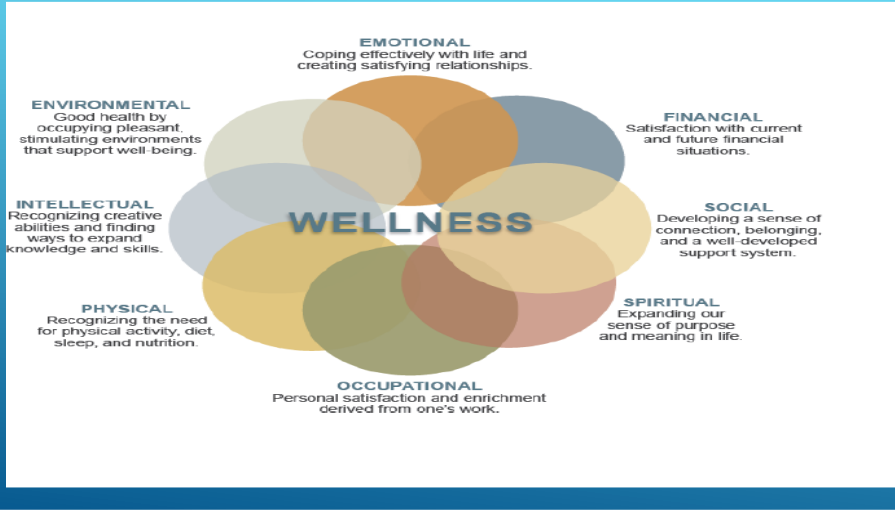 EMOTIONAL
Coping effectively with life and
creating satisfying relationships.
ENVIRONMENTAL
Good health by
occupying pleasant,
stimulating environments
that support well-being.
FINANCIAL
Satisfaction with current
and future financial
situations.
INTELLECTUAL
Recognizing creative
abilities and finding
ways to expand
knowledge and skills.
WELLNESS
SOCIAL
Developing a sense of
connection, belonging,
and a well-developed
support system.
PHYSICAL
Recognizing the need
for physical activity, diet,
sleep, and nutrition.
SPIRITUAL
Expanding our
sense of purpose
and meaning in life.
OCCUPATIONAL
Personal satisfaction and enrichment
derived from one's work.